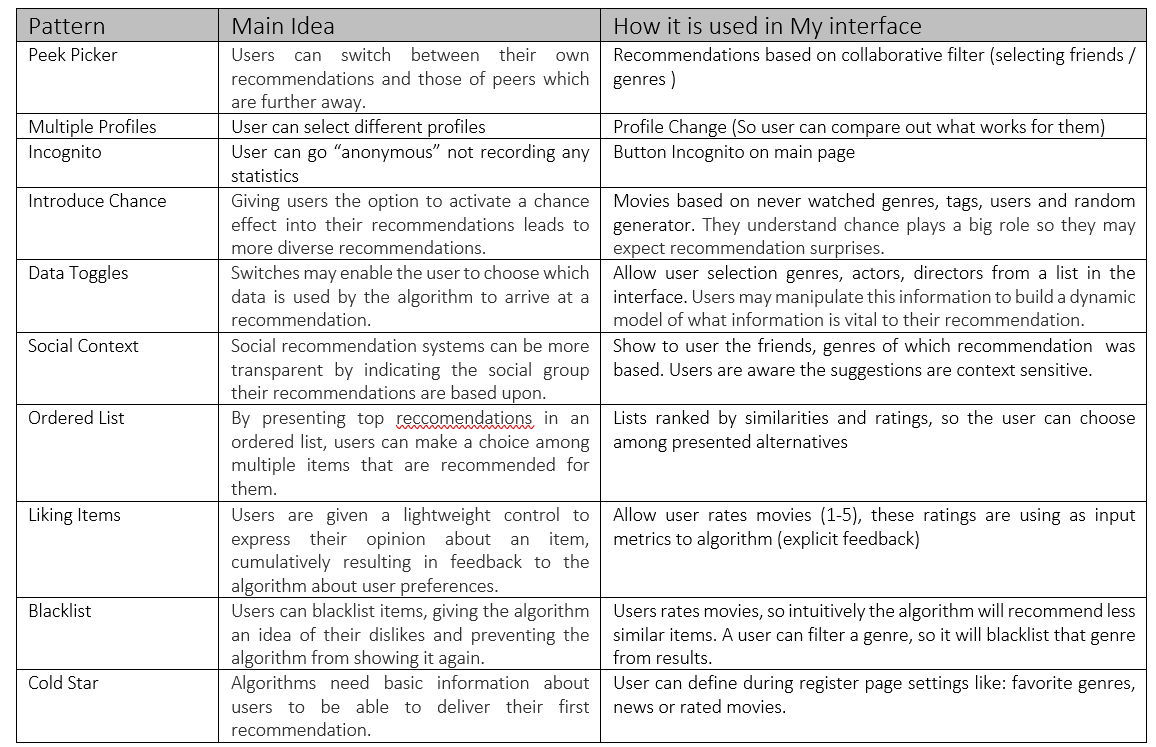 Pattern
Main Idea
How it is used in My interface
Peek Picker
Users can switch between their own
recommendations and those of peers which
are further away.
Recommendations based on collaborative filter (selecting friends /
genres )
Multiple Profiles
User can select different profiles
Profile Change (So user can compare out what works for them)
Incognito
User can go “anonymous” not recording any
statistics
Button Incognito on main page
Introduce Chance
Giving users the option to activate a chance
effect into their recommendations leads to
more diverse recommendations.
Movies based on never watched genres, tags, users and random
generator. They understand chance plays a big role so they may
expect recommendation surprises.
Data Toggles
Switches may enable the user to choose which
data is used by the algorithm to arrive at a
recommendation.
Allow user selection genres, actors, directors from a list in the
interface. Users may manipulate this information to build a dynamic
model of what information is vital to their recommendation.
Social Context
Social recommendation systems can be more
transparent by indicating the social group
their recommendations are based upon.
Show to user the friends, genres of which recommendation was
based. Users are aware the suggestions are context sensitive.
Ordered List
By presenting top reccomendations in an
ordered list, users can make a choice among
multiple items that are recommended for
them.
Lists ranked by similarities and ratings, so the user can choose
among presented alternatives
Liking Items
Users are given a lightweight control to
express their opinion about an item,
cumulatively resulting in feedback to the
algorithm about user preferences.
Allow user rates movies (1-5), these ratings are using as input
metrics to algorithm (explicit feedback)
Blacklist
Users can blacklist items, giving the algorithm
an idea of their dislikes and preventing the
algorithm from showing it again.
Users rates movies, so intuitively the algorithm will recommend less
similar items. A user can filter a genre, so it will blacklist that genre
from results.
Cold Star
Algorithms need basic information about
users to be able to deliver their first
recommendation.
User can define during register page settings like: favorite genres,
news or rated movies.